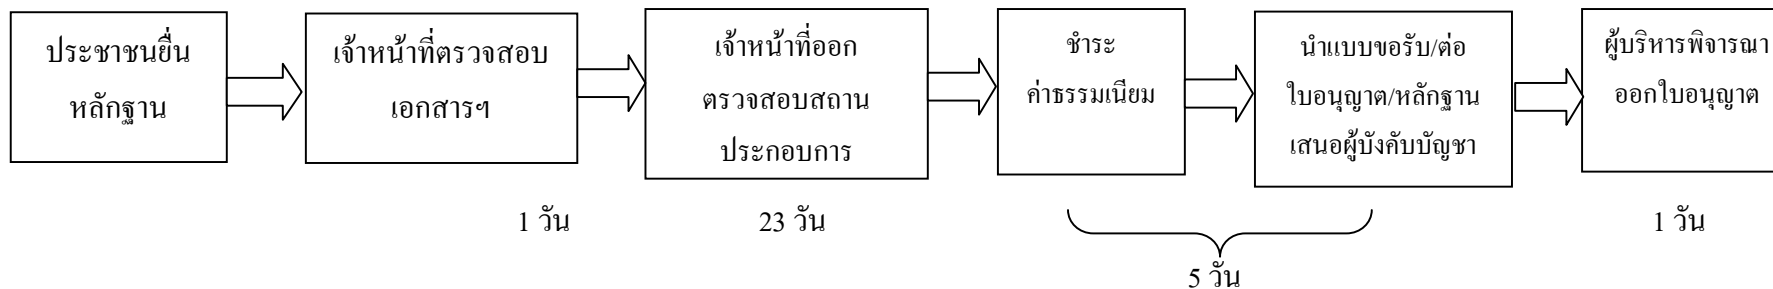 ประชาชนยื่น
หลักฐาน
เจ้าหน้าที่ตรวจสอบ
เอกสารฯ
เจ้าหน้าที่ออก
ตรวจสอบสถาน
ประกอบการ
ชำระ
ค่าธรรมเนียม
นำแบบขอรับ/ต่อ
ใบอนุญาต/หลักฐาน
เสนอผู้บังคับบัญชา
ผู้บริหารพิจารณา
ออกใบอนุญาต
1 วัน
23 วัน
5 วัน
1 วัน